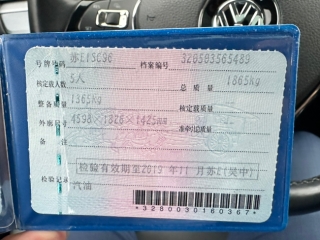 号牌号码 苏E15C96 档案编号 320503565489
核定载人数 5人 总质量 1865kg
整备质量 1365kg 核定载质量
外廓尺寸 4598×1826×1425mm 准牵引总质量
备注
检验有效期至2019年11月苏E(吴中)
检验记录 汽油
*3280030160367*